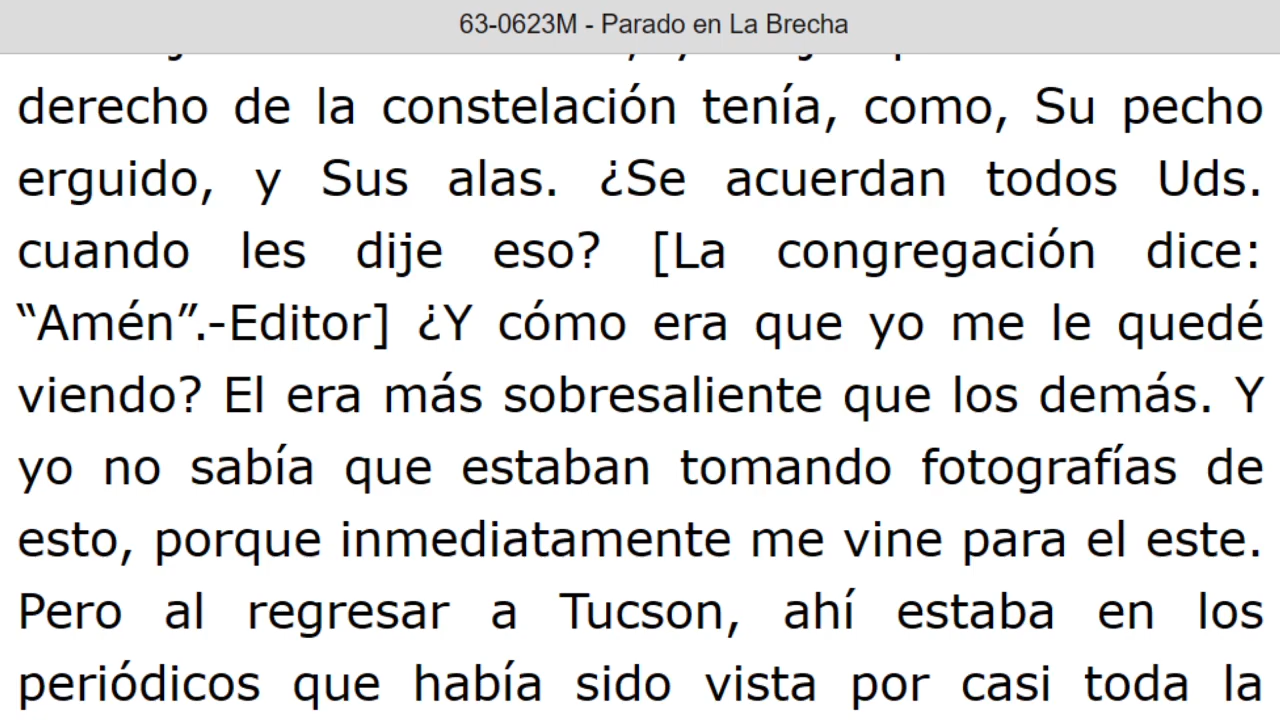 63-0623M - Parado en La Brecha
derecho de la constelación tenía, como, Su pecho
erguido, y Sus alas. ¿Se acuerdan todos Uds.
cuando les dije eso? [La congregación dice:
“Amén”.-Editor] ¿Y cómo era que yo me le quedé
viendo? El era más sobresaliente que los demás. Y
yo no sabía que estaban tomando fotografías de
esto, porque inmediatamente me vine para el este.
Pero al regresar a Tucson, ahí estaba en los
periódicos que había sido vista por casi toda la